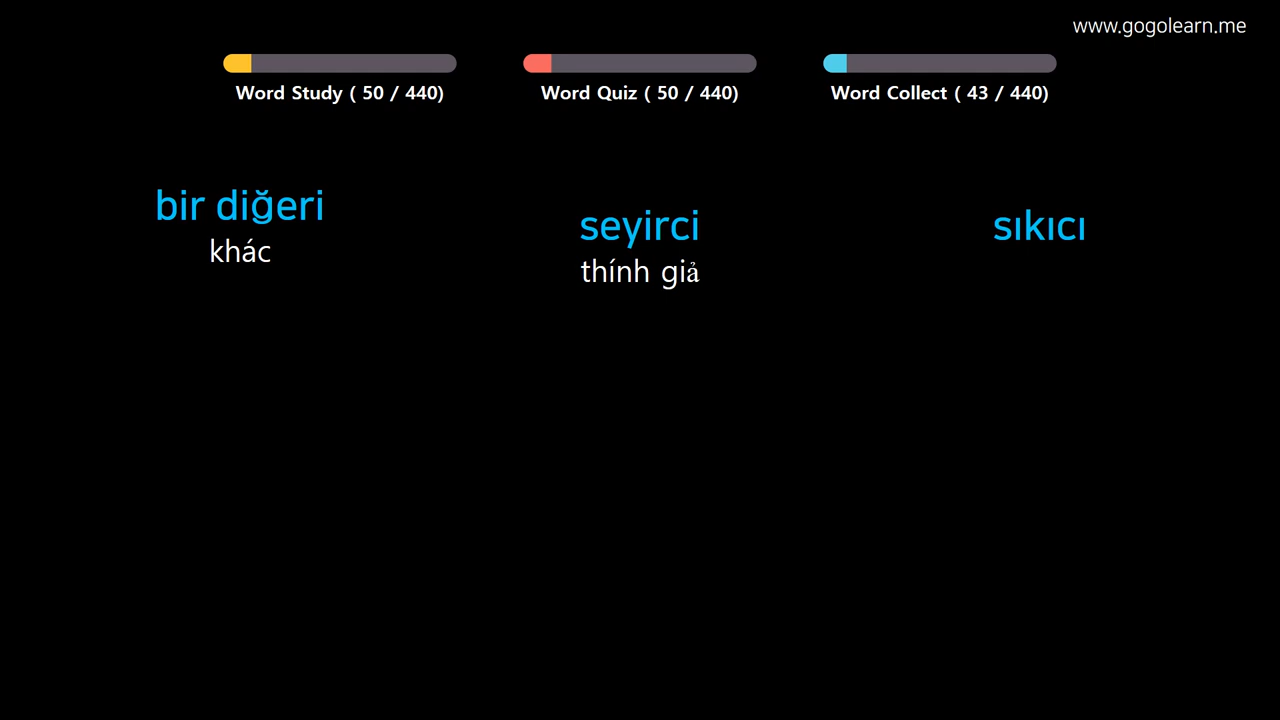 www.gogolearn.me
Word Study ( 50 / 440)
Word Quiz ( 50 / 440)
Word Collect ( 43 / 440)
bir diğeri
khác
seyirci
thính giả
sıkıcı